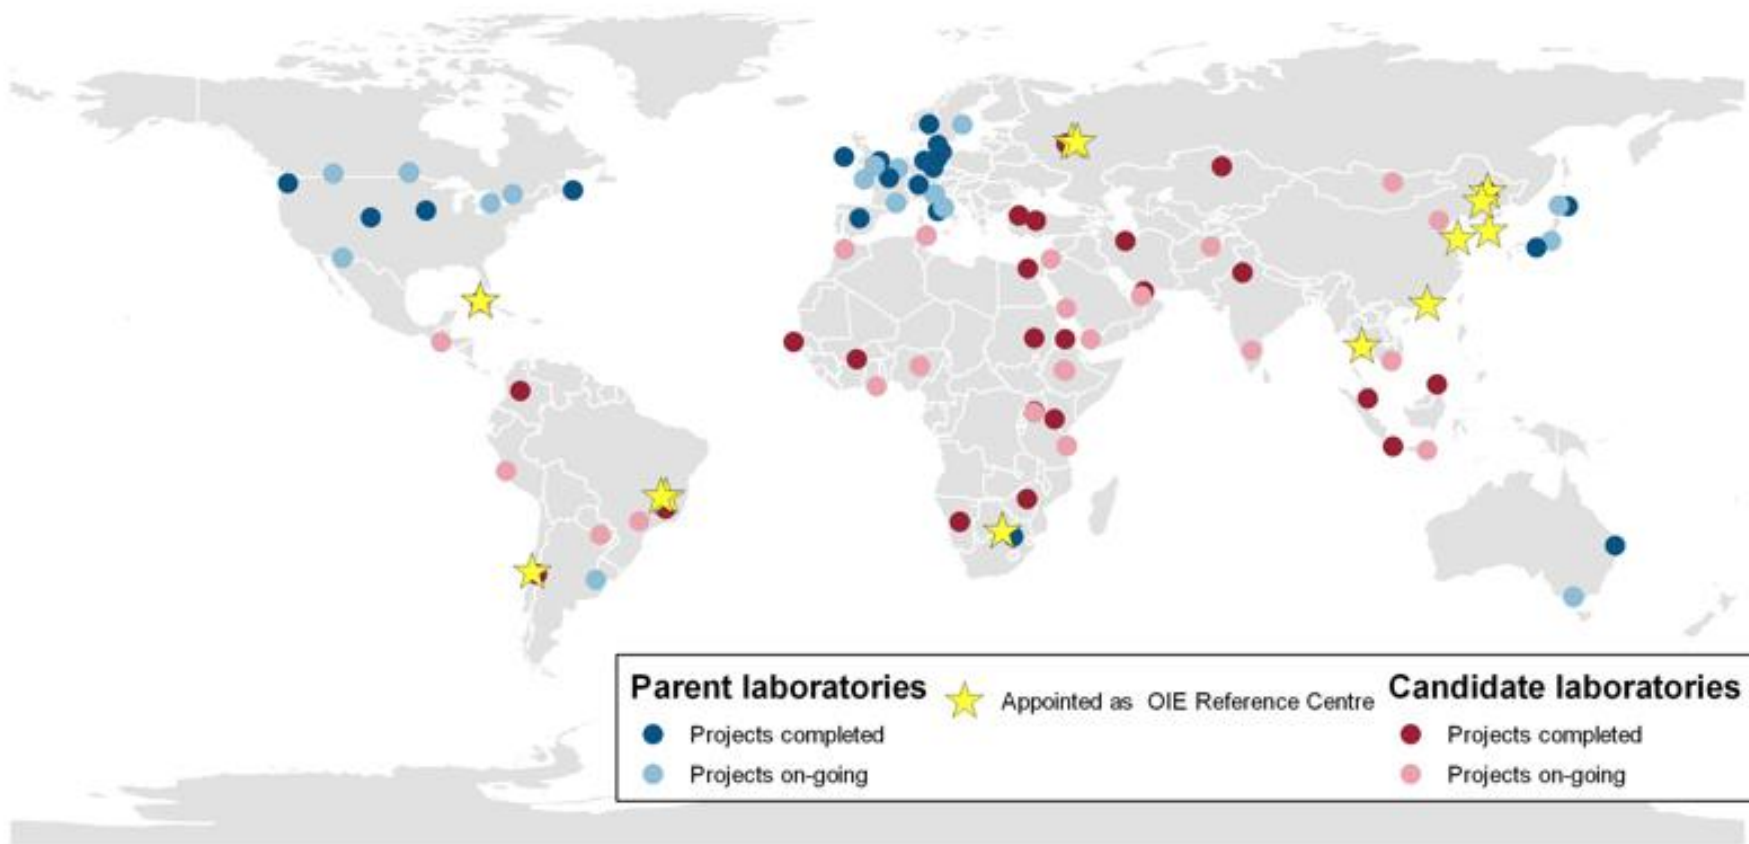 Parent laboratories
Projects completed
Projects on-going
Appointed as OIE Reference Centre
Candidate laboratories
Projects completed
Projects on-going